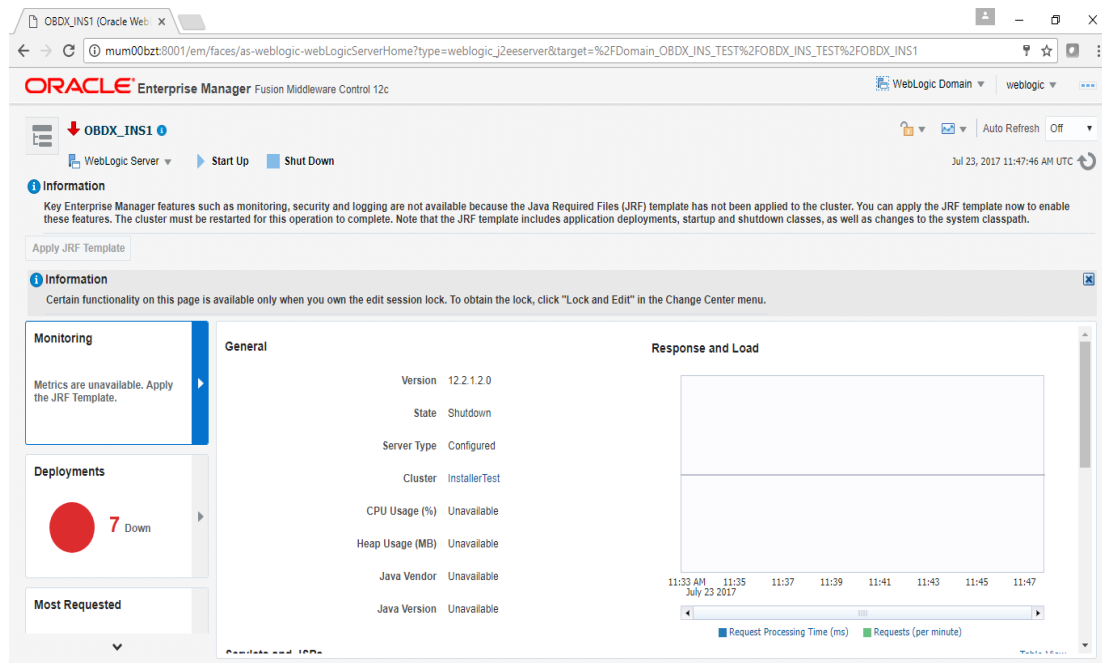 OBDX_INS1 (Oracle Web
mum00bzt:8001/em/faces/as-weblogic-webLogicServerHome?type=weblogic_j2eeserver&target=%2FDomain_OBDX_INS_TEST%2FOBDX_INS_TEST%2FOBDX_INS1
ORACLE Enterprise Manager Fusion Middleware Control 12c
WebLogic Domain
weblogic
OBDX_INS1
Auto Refresh Off
WebLogic Server
Start Up
Shut Down
Jul 23, 2017 11:47:46 AM UTC
Information
Key Enterprise Manager features such as monitoring, security and logging are not available because the Java Required Files (JRF) template has not been applied to the cluster. You can apply the JRF template now to enable
these features. The cluster must be restarted for this operation to complete. Note that the JRF template includes application deployments, startup and shutdown classes, as well as changes to the system classpath.
Apply JRF Template
Information
Certain functionality on this page is available only when you own the edit session lock. To obtain the lock, click "Lock and Edit" in the Change Center menu.
Monitoring
Metrics are unavailable. Apply
the JRF Template.
Deployments
7 Down
Most Requested
General
Version 12.2.1.2.0
State Shutdown
Server Type Configured
Cluster InstallerTest
CPU Usage (%) Unavailable
Heap Usage (MB) Unavailable
Java Vendor Unavailable
Java Version Unavailable
Servlets and JSPs
Response and Load
11:33 AM 11:35 11:37 11:39 11:41 11:43 11:45 11:47
July 23 2017
Request Processing Time (ms) Requests (per minute)
Table View